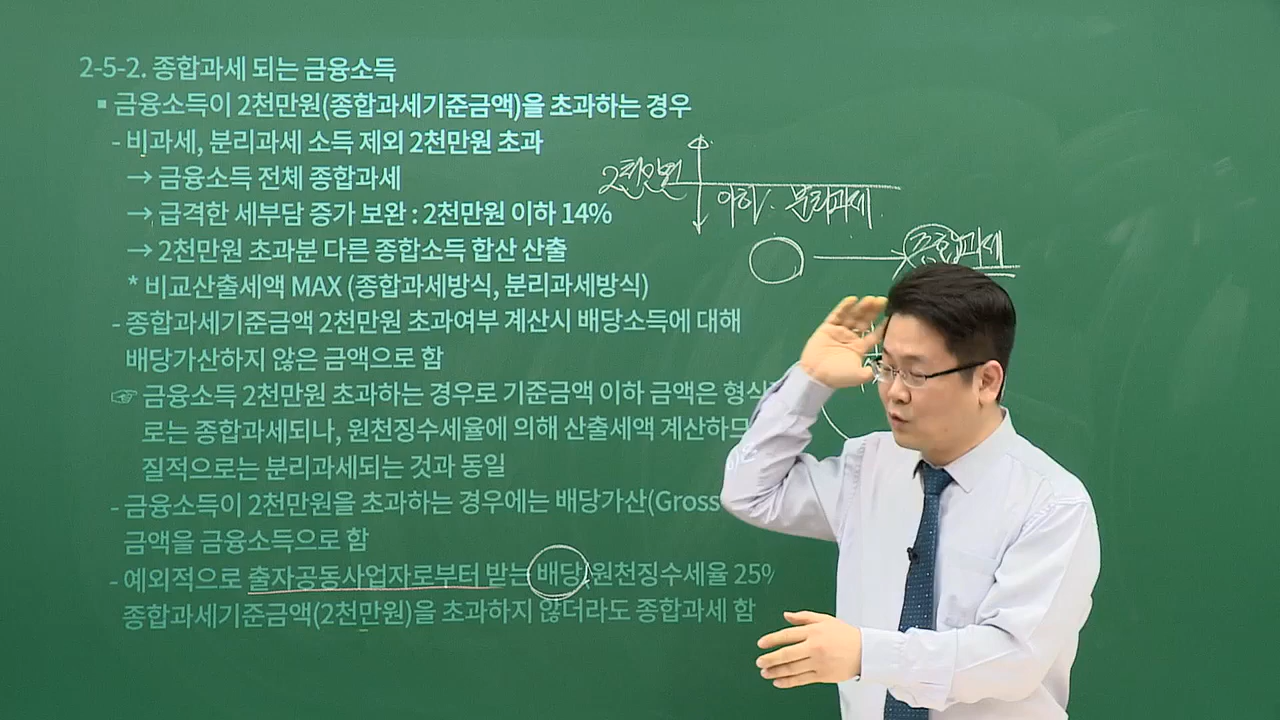 2-5-2. 종합과세 되는 금융소득
▪ 금융소득이 2천만원(종합과세기준금액)을 초과하는 경우
- 비과세, 분리과세 소득 제외 2천만원 초과
→ 금융소득 전체 종합과세
→ 급격한 세부담 증가 보완 : 2천만원 이하 14%
→ 2천만원 초과분 다른 종합소득 합산 산출
* 비교산출세액 MAX (종합과세방식, 분리과세방식)
- 종합과세기준금액 2천만원 초과여부 계산시 배당소득에 대해
배당가산하지 않은 금액으로 함
☞ 금융소득 2천만원 초과하는 경우로 기준금액 이하 금액은 형식
로는 종합과세되나, 원천징수세율에 의해 산출세액 계산하므
질적으로는 분리과세되는 것과 동일
- 금융소득이 2천만원을 초과하는 경우에는 배당가산(Gross
금액을 금융소득으로 함
- 예외적으로 출자공동사업자로부터 받는 배당(원천징수세율 25%
종합과세기준금액(2천만원)을 초과하지 않더라도 종합과세 함
2천만원
이하: 분리과세
종합과세